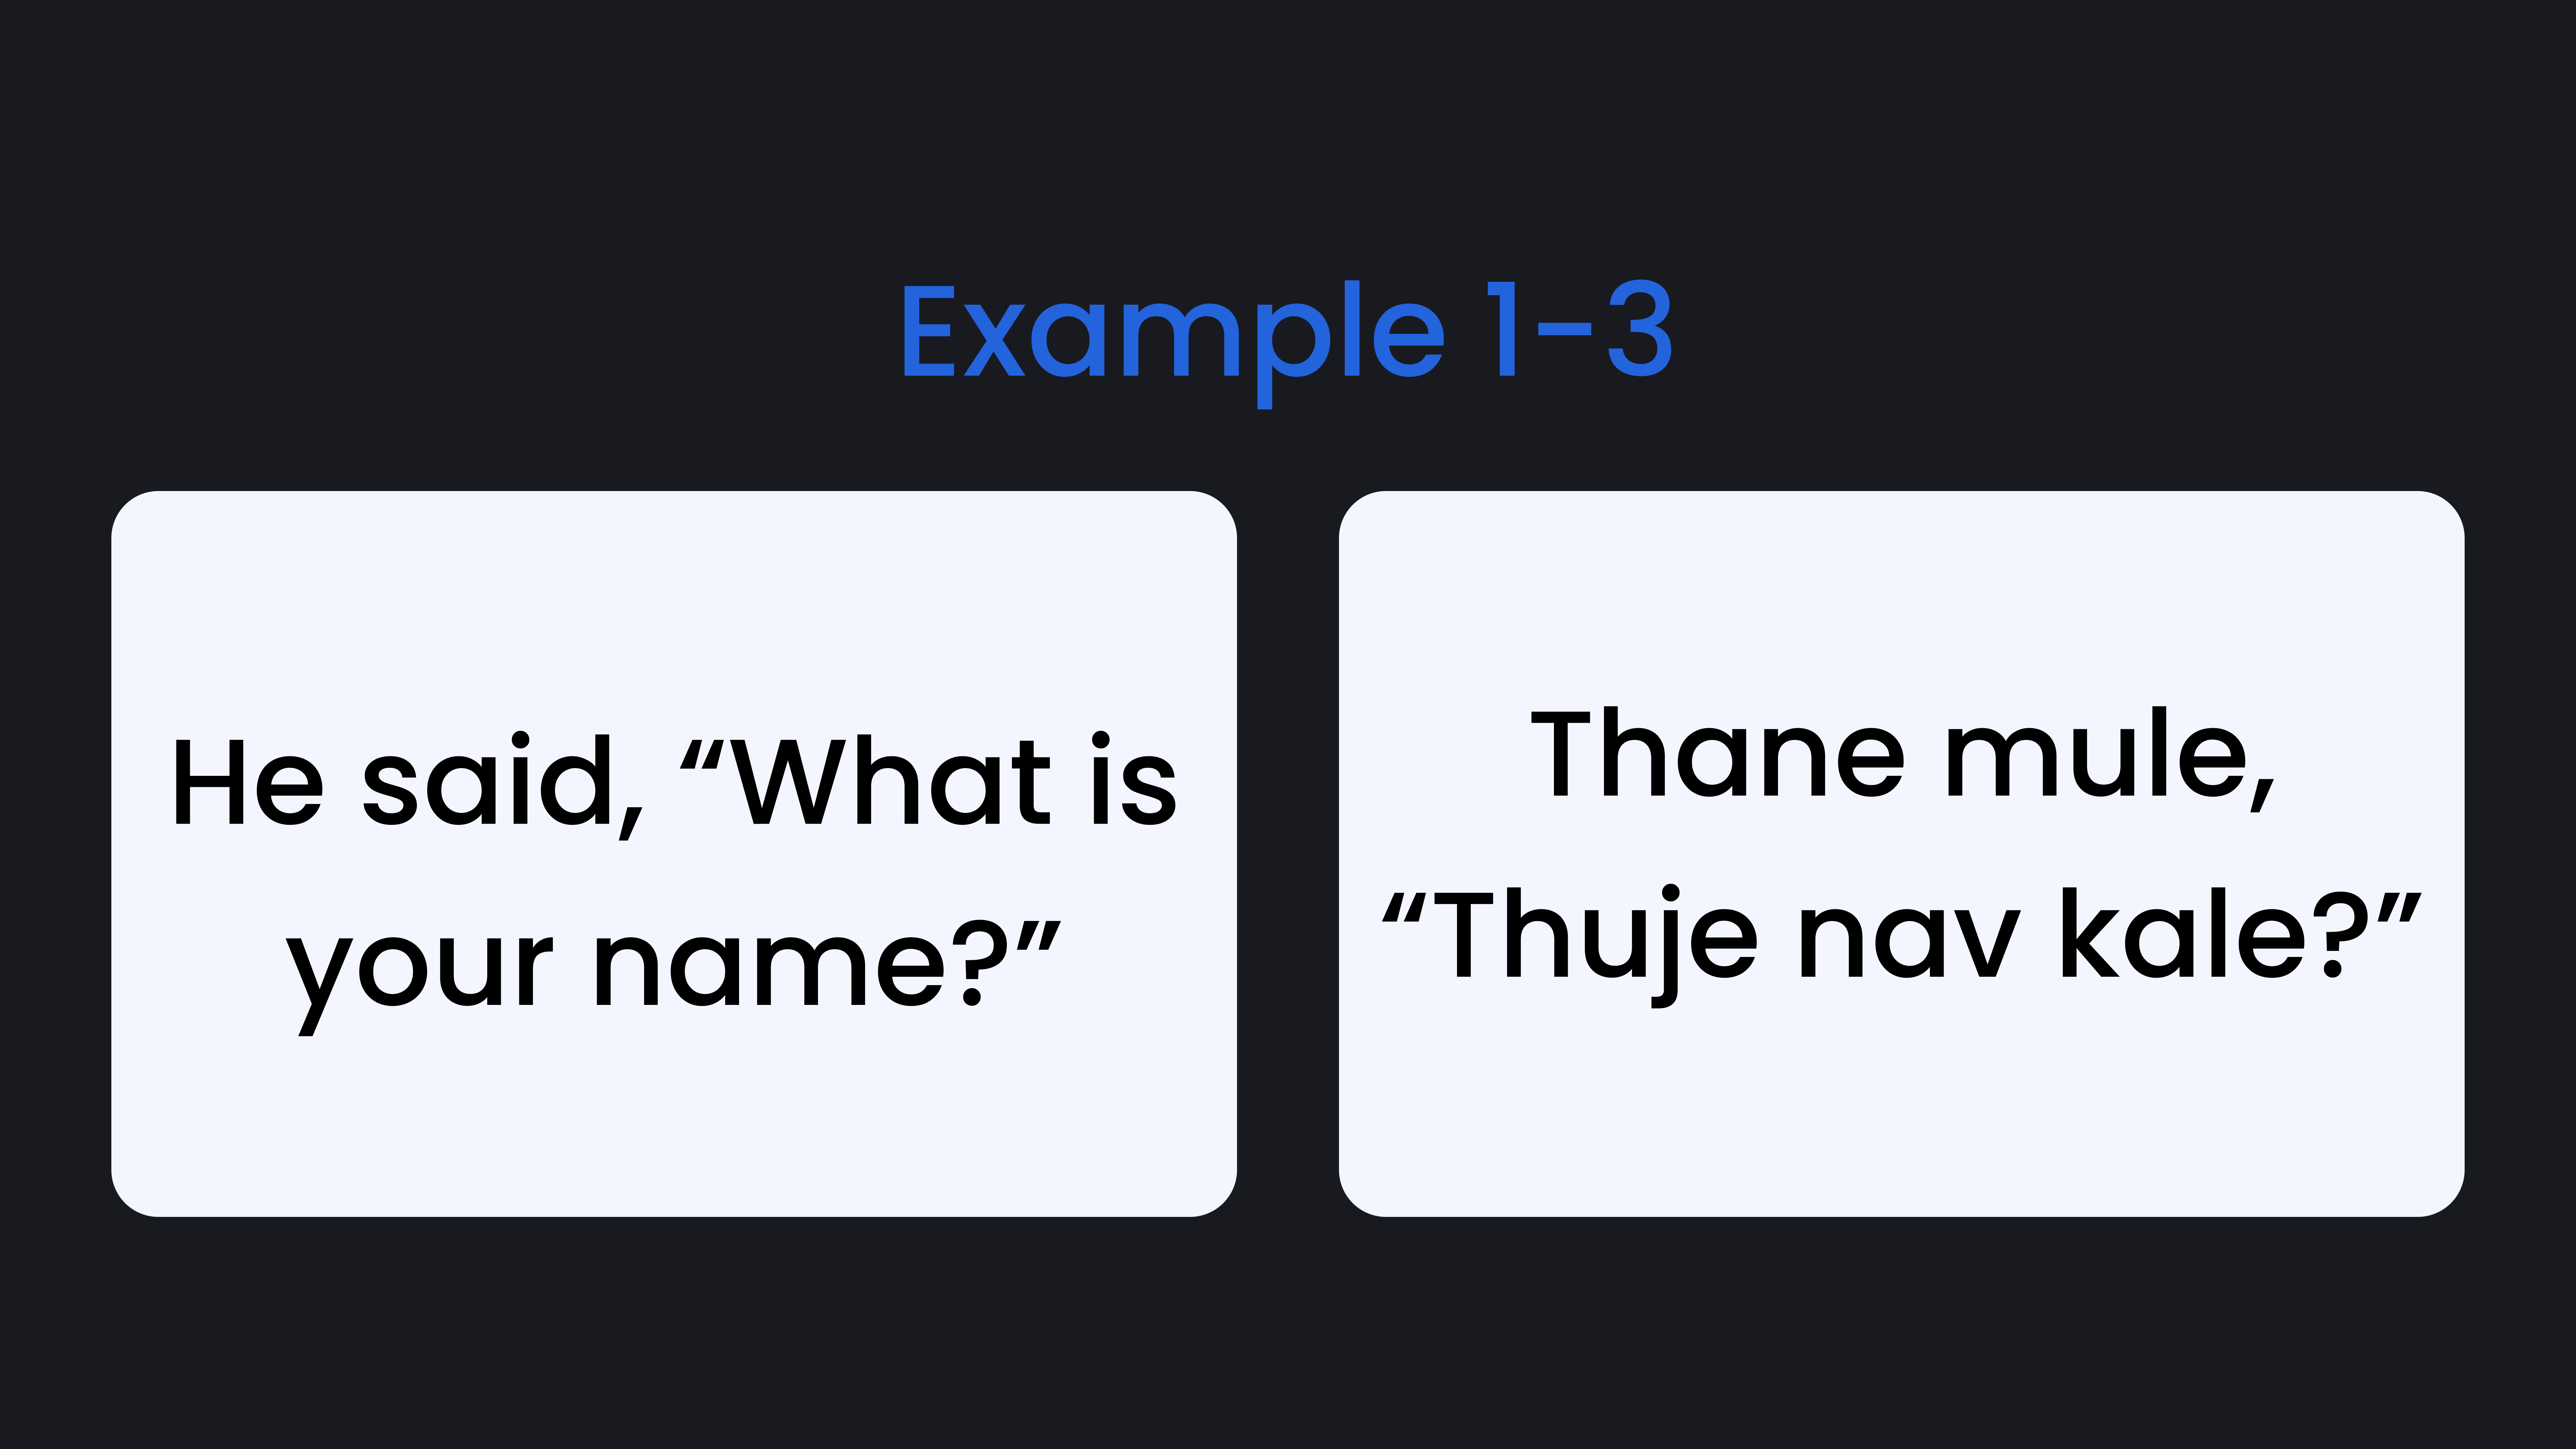 Example 1-3
He said, “What is
your name?”
Thane mule,
“Thuje nav kale?”